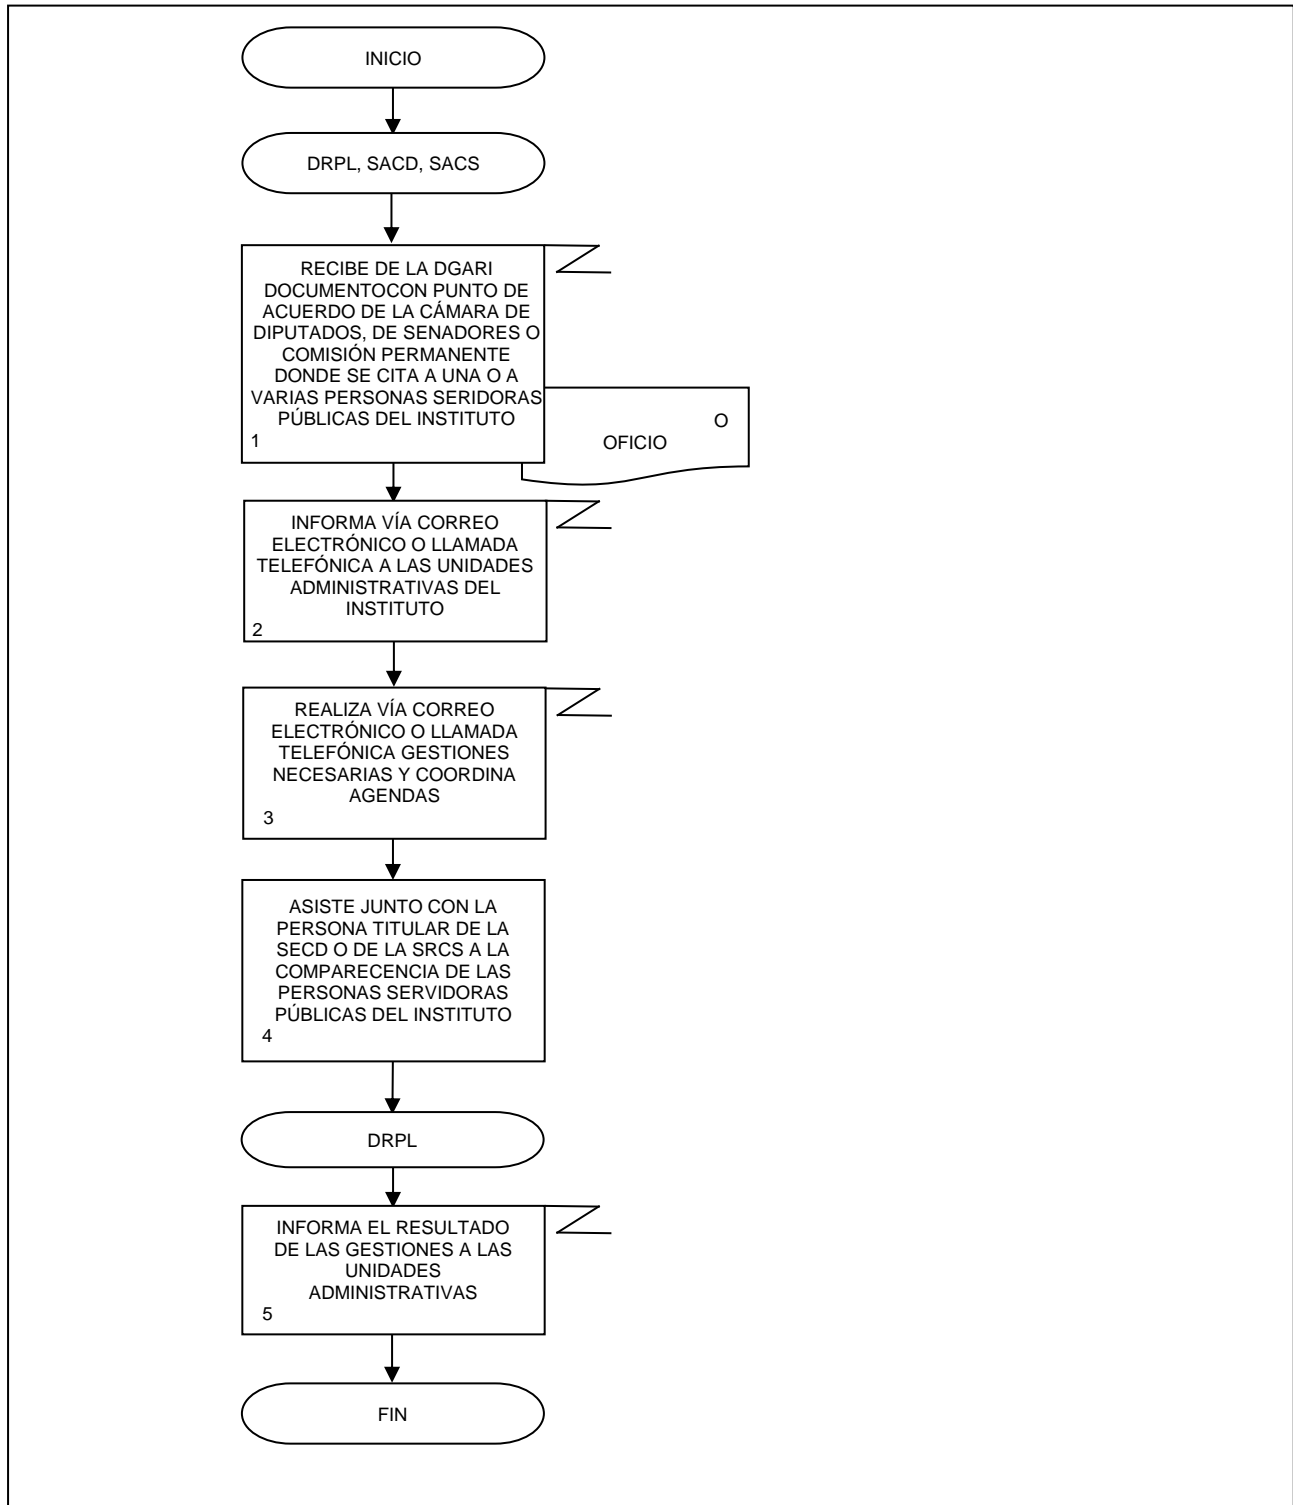 INICIO
DRPL, SACD, SACS
RECIBE DE LA DGARI
DOCUMENTOCON PUNTO DE
ACUERDO DE LA CÁMARA DE
DIPUTADOS, DE SENADORES O
COMISIÓN PERMANENTE
DONDE SE CITA A UNA O A
VARIAS PERSONAS SERIDORAS
PÚBLICAS DEL INSTITUTO
1
O
OFICIO
INFORMA VÍA CORREO
ELECTRÓNICO O LLAMADA
TELEFÓNICA A LAS UNIDADES
ADMINISTRATIVAS DEL
INSTITUTO
2
REALIZA VÍA CORREO
ELECTRÓNICO O LLAMADA
TELEFÓNICA GESTIONES
NECESARIAS Y COORDINA
AGENDAS
3
ASISTE JUNTO CON LA
PERSONA TITULAR DE LA
SECD O DE LA SRCS A LA
COMPARECENCIA DE LAS
PERSONAS SERVIDORAS
PÚBLICAS DEL INSTITUTO
4
DRPL
INFORMA EL RESULTADO
DE LAS GESTIONES A LAS
UNIDADES
ADMINISTRATIVAS
5
FIN